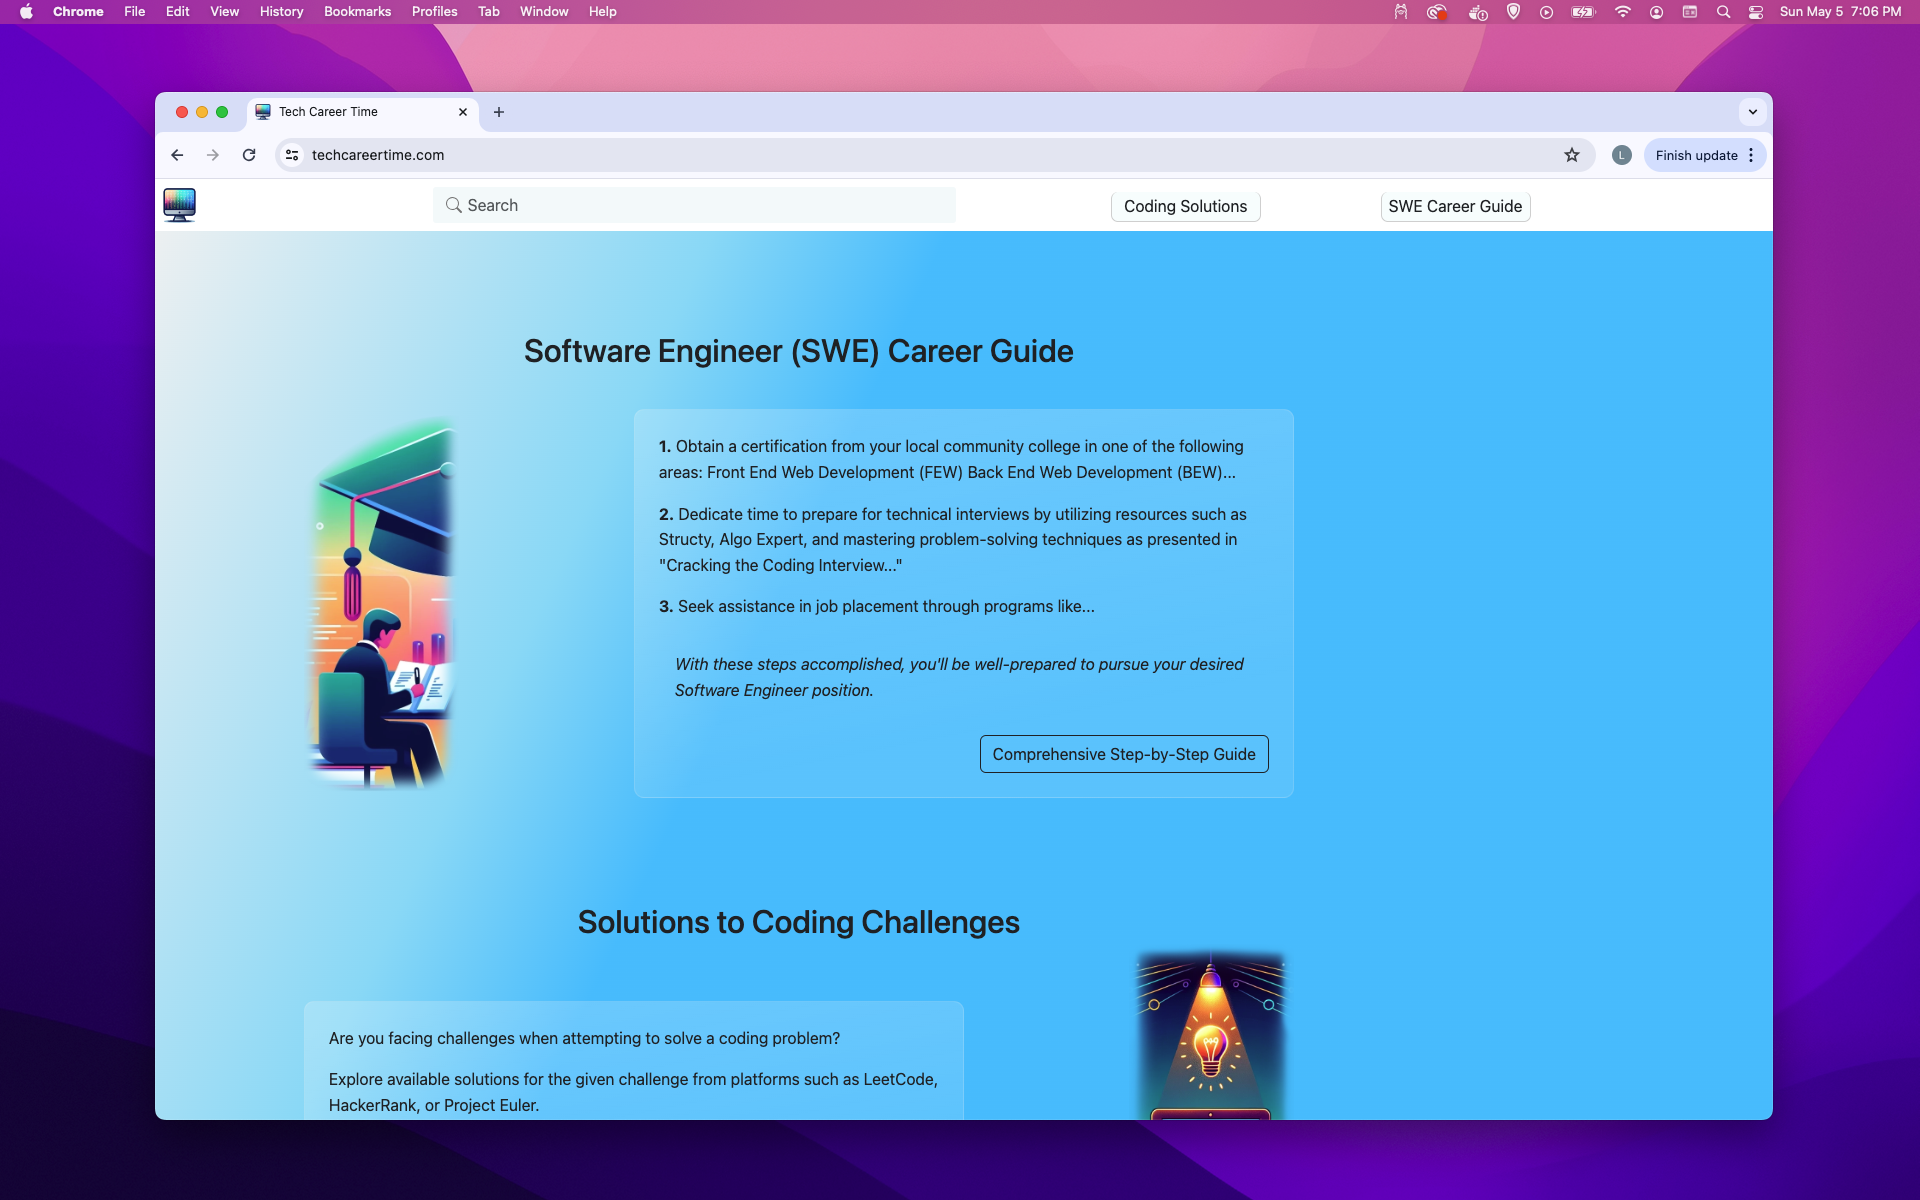 Chrome File Edit View History Bookmarks Profiles Tab Window Help Sun May 5 7:06 PM
Tech Career Time
techcareertime.com L Finish update
Search Coding Solutions SWE Career Guide
Software Engineer (SWE) Career Guide
1. Obtain a certification from your local community college in one of the following
areas: Front End Web Development (FEW) Back End Web Development (BEW)...
2. Dedicate time to prepare for technical interviews by utilizing resources such as
Structy, Algo Expert, and mastering problem-solving techniques as presented in
"Cracking the Coding Interview..."
3. Seek assistance in job placement through programs like...
With these steps accomplished, you'll be well-prepared to pursue your desired
Software Engineer position.
Comprehensive Step-by-Step Guide
Solutions to Coding Challenges
Are you facing challenges when attempting to solve a coding problem?
Explore available solutions for the given challenge from platforms such as LeetCode,
HackerRank, or Project Euler.